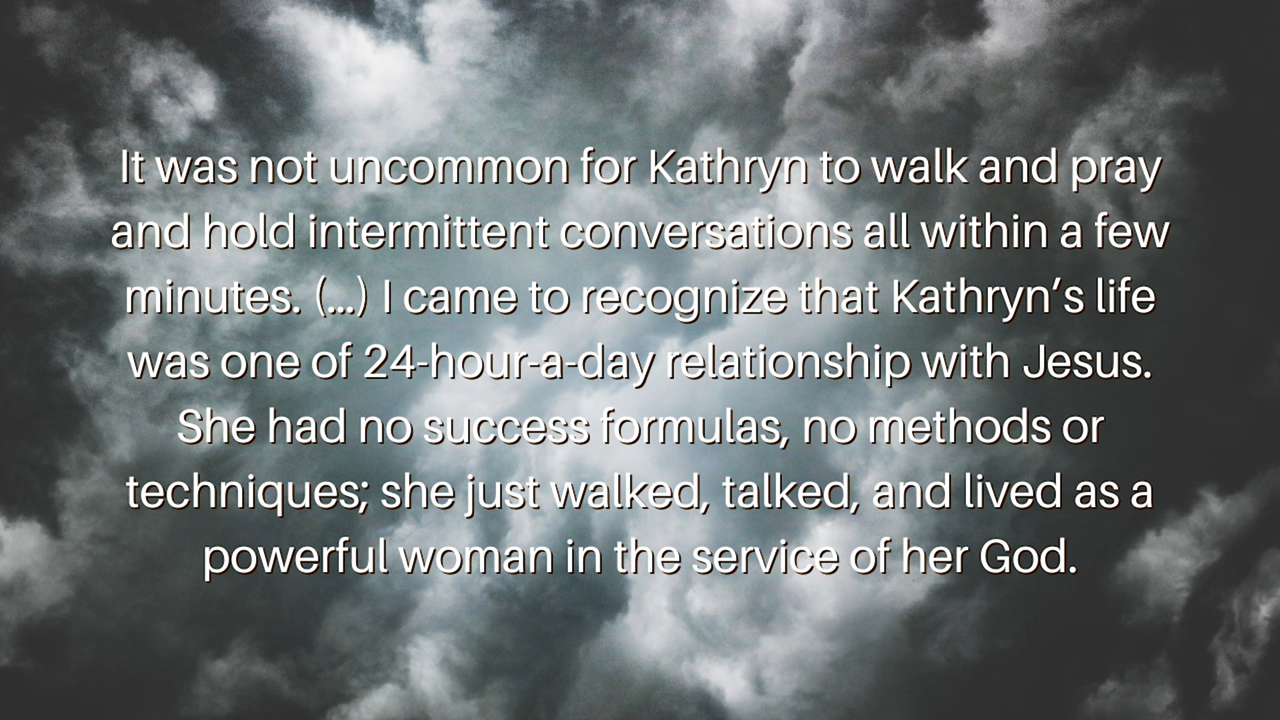 It was not uncommon for Kathryn to walk and pray
and hold intermittent conversations all within a few
minutes. (...) I came to recognize that Kathryn’s life
was one of 24-hour-a-day relationship with Jesus.
She had no success formulas, no methods or
techniques; she just walked, talked, and lived as a
powerful woman in the service of her God.